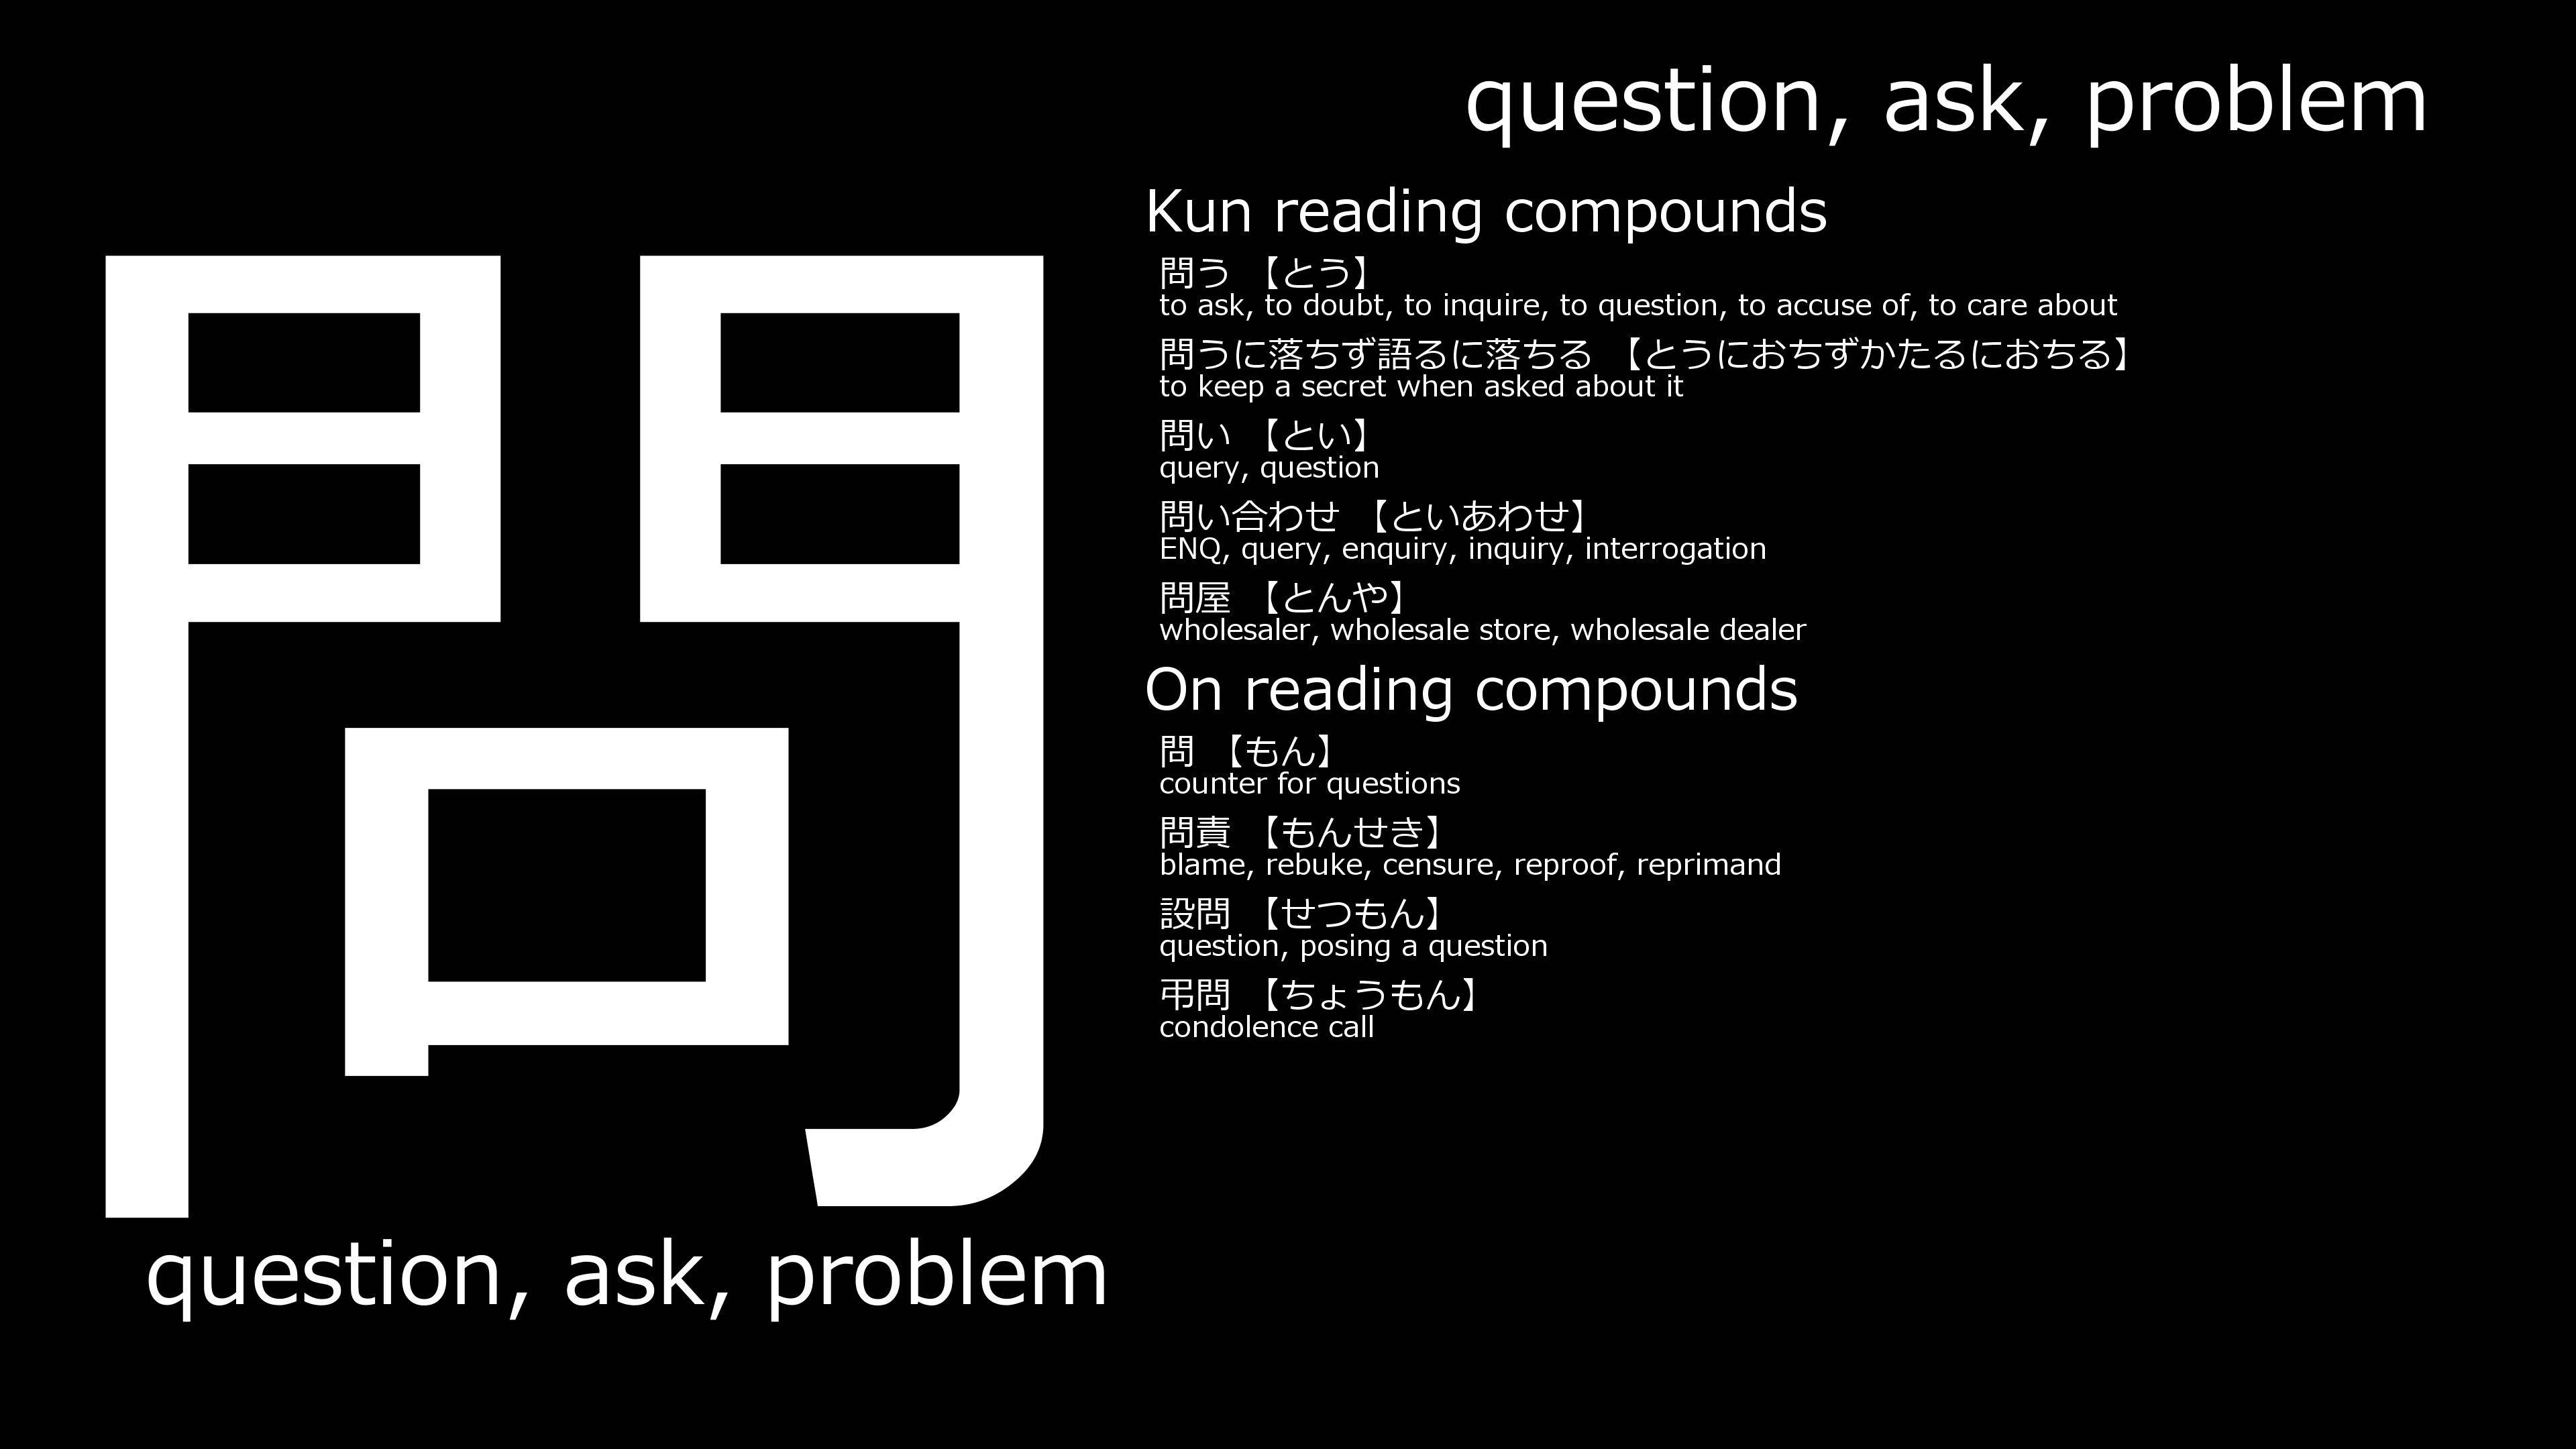 問
question, ask, problem
question, ask, problem
Kun reading compounds
問う 【とう】
to ask, to doubt, to inquire, to question, to accuse of, to care about
問うに落ちず語るに落ちる 【とうにおちずかたるにおちる】
to keep a secret when asked about it
問い 【とい】
query, question
問い合わせ 【といあわせ】
ENQ, query, enquiry, inquiry, interrogation
問屋 【とんや】
wholesaler, wholesale store, wholesale dealer
On reading compounds
問 【もん】
counter for questions
問責 【もんせき】
blame, rebuke, censure, reproof, reprimand
設問 【せつもん】
question, posing a question
弔問 【ちょうもん】
condolence call